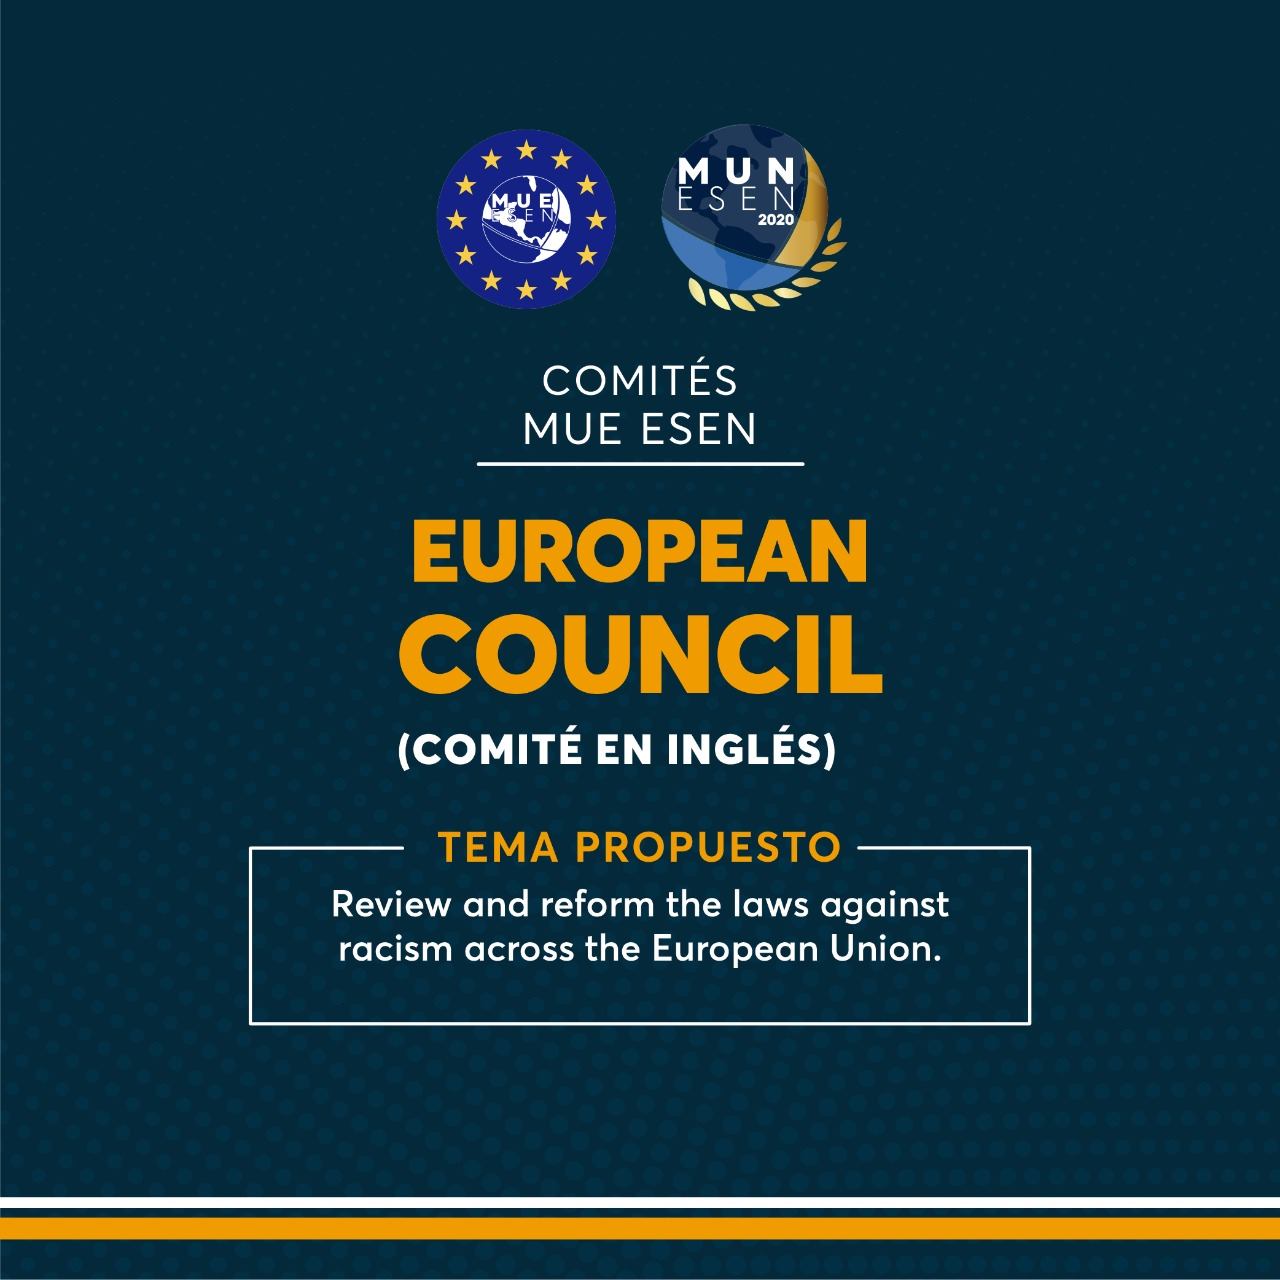 MUE
ESEN
MUN
ESEN
2020
COMITÉS
MUE ESEN
EUROPEAN
COUNCIL
(COMITÉ EN INGLÉS)
TEMA PROPUESTO
Review and reform the laws against
racism across the European Union.